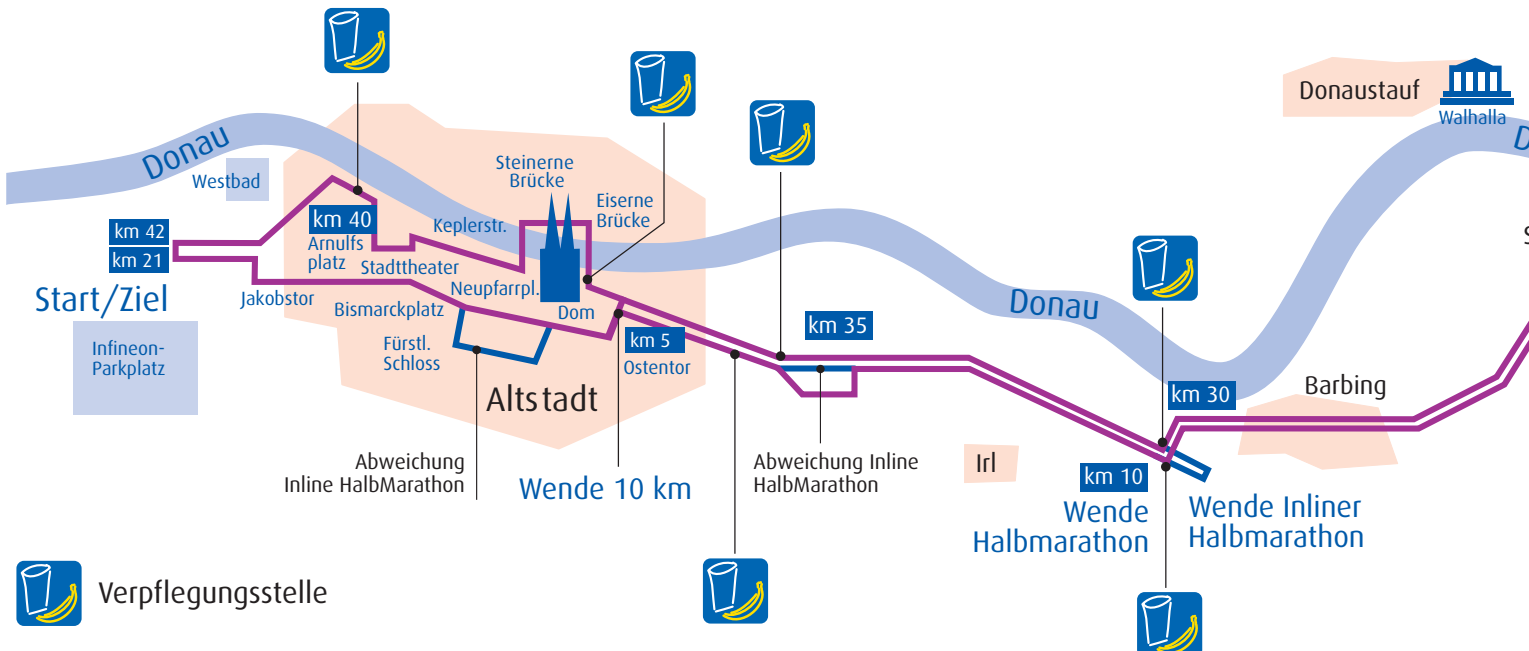 Donaustauf
Walhalla
Donau
D
Westbad
Steinerne
Brücke
Eiserne
Brücke
km 42
km 21
km 40
Arnulfs
platz
Keplerstr.
Stadttheater
Neupfarrpl.
Dom
S
Start/Ziel
Jakobstor
Bismarckplatz
Donau
Infineon-
Parkplatz
Fürstl.
Schloss
km 5
Ostentor
km 35
Altstadt
km 30
Barbing
Abweichung
Inline HalbMarathon
Wende 10 km
Abweichung Inline
HalbMarathon
Irl
km 10
Wende
Halbmarathon
Wende Inliner
Halbmarathon
Verpflegungsstelle